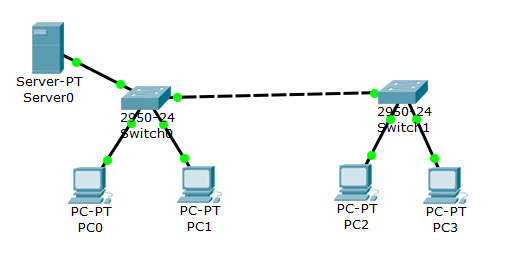 Server-PT
Server0
2950-24
Switch0
2950-24
Switch1
PC-PT
PC0
PC-PT
PC1
PC-PT
PC2
PC-PT
PC3